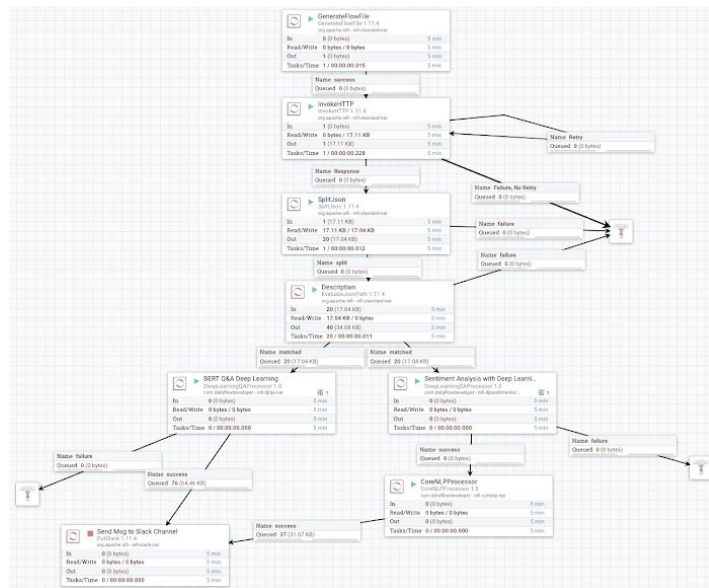 GenerateFlowFile
GenerateFlowFile 1.11.4
org.apache.nifi - nifi-standard-nar
In 0 (0 bytes) 5 min
Read/Write 0 bytes / 0 bytes 5 min
Out 1 (0 bytes) 5 min
Tasks/Time 1 / 00:00:00.015 5 min
Name success
Queued 0 (0 bytes)
InvokeHTTP
InvokeHTTP 1.11.4
org.apache.nifi - nifi-standard-nar
In 1 (0 bytes) 5 min
Read/Write 0 bytes / 17.11 KB 5 min
Out 1 (17.11 KB) 5 min
Tasks/Time 1 / 00:00:00.228 5 min
Name Retry
Queued 0 (0 bytes)
Name Response
Queued 0 (0 bytes)
Name Failure, No Retry
Queued 0 (0 bytes)
SplitJson
SplitJson 1.11.4
org.apache.nifi - nifi-standard-nar
In 1 (17.11 KB) 5 min
Read/Write 17.11 KB / 17.04 KB 5 min
Out 20 (17.04 KB) 5 min
Tasks/Time 1 / 00:00:00.012 5 min
Name failure
Queued 0 (0 bytes)
Name split
Queued 0 (0 bytes)
Name failure
Queued 0 (0 bytes)
Description
EvaluateJsonPath 1.11.4
org.apache.nifi - nifi-standard-nar
In 20 (17.04 KB) 5 min
Read/Write 17.04 KB / 0 bytes 5 min
Out 40 (34.08 KB) 5 min
Tasks/Time 20 / 00:00:00.011 5 min
Name matched
Queued 20 (17.04 KB)
Name matched
Queued 20 (17.04 KB)
BERT Q&A Deep Learning
DeepLearningQAProcessor 1.0
1
In 0 (0 bytes) 5 min
Read/Write 0 bytes / 0 bytes 5 min
Out 0 (0 bytes) 5 min
Tasks/Time 0 / 00:00:00.000 5 min
Sentiment Analysis with Deep Learni...
1
In 0 (0 bytes) 5 min
Read/Write 0 bytes / 0 bytes 5 min
Out 0 (0 bytes) 5 min
Tasks/Time 0 / 00:00:00.000 5 min
Name failure
Queued 0 (0 bytes)
Name success
Queued 76 (64.46 KB)
Name success
Queued 0 (0 bytes)
Name failure
Queued 0 (0 bytes)
CoreNLPProcessor
CoreNLPProcessor 1.0
In 0 (0 bytes) 5 min
Read/Write 0 bytes / 0 bytes 5 min
Out 0 (0 bytes) 5 min
Tasks/Time 0 / 00:00:00.000 5 min
Name success
Queued 37 (31.07 KB)
Send Msg to Slack Channel
PutSlack 1.11.4
In 0 (0 bytes) 5 min
Read/Write 0 bytes / 0 bytes 5 min
Out 0 (0 bytes) 5 min
Tasks/Time 0 / 00:00:00.000 5 min